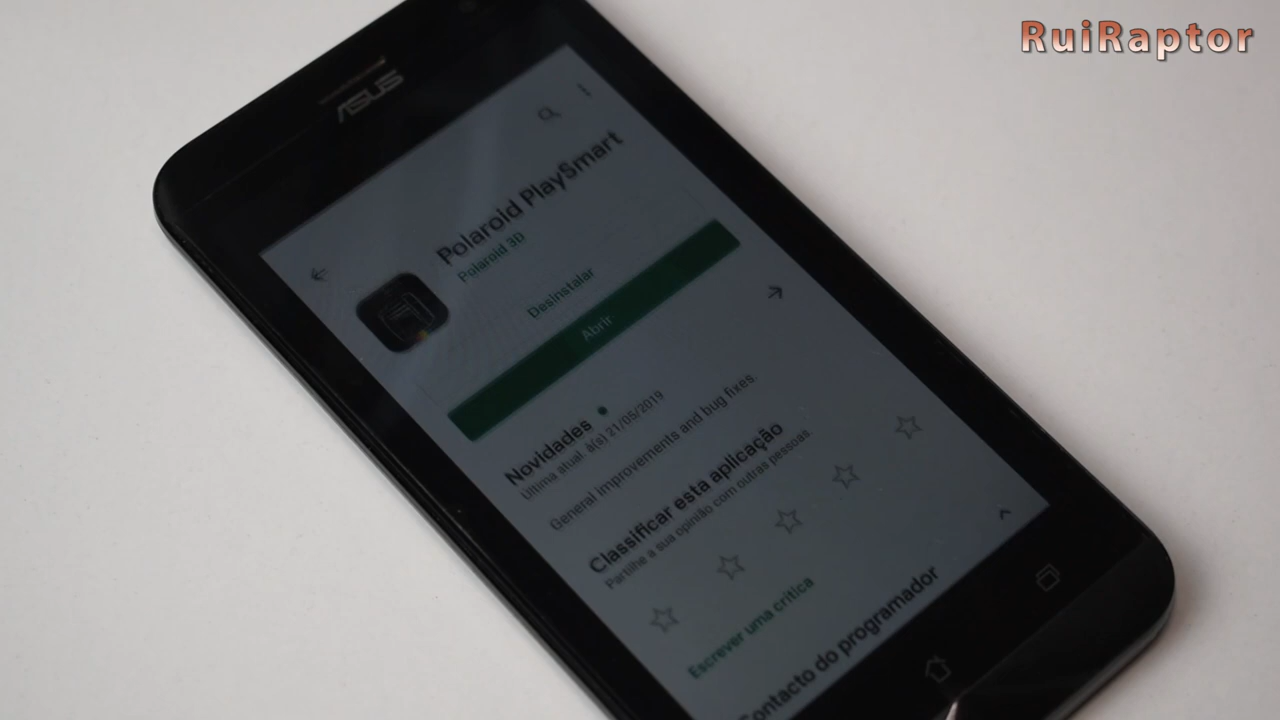 RuiRaptor
ASUS
Polaroid PlaySmart
Polaroid 3D
Desinstalar
Abrir
Novidades
Última atual. à(s) 21/05/2019
General improvements and bug fixes.
Classificar esta aplicação
Partilhe a sua opinião com outras pessoas.
Escrever uma crítica
Contacto do programador